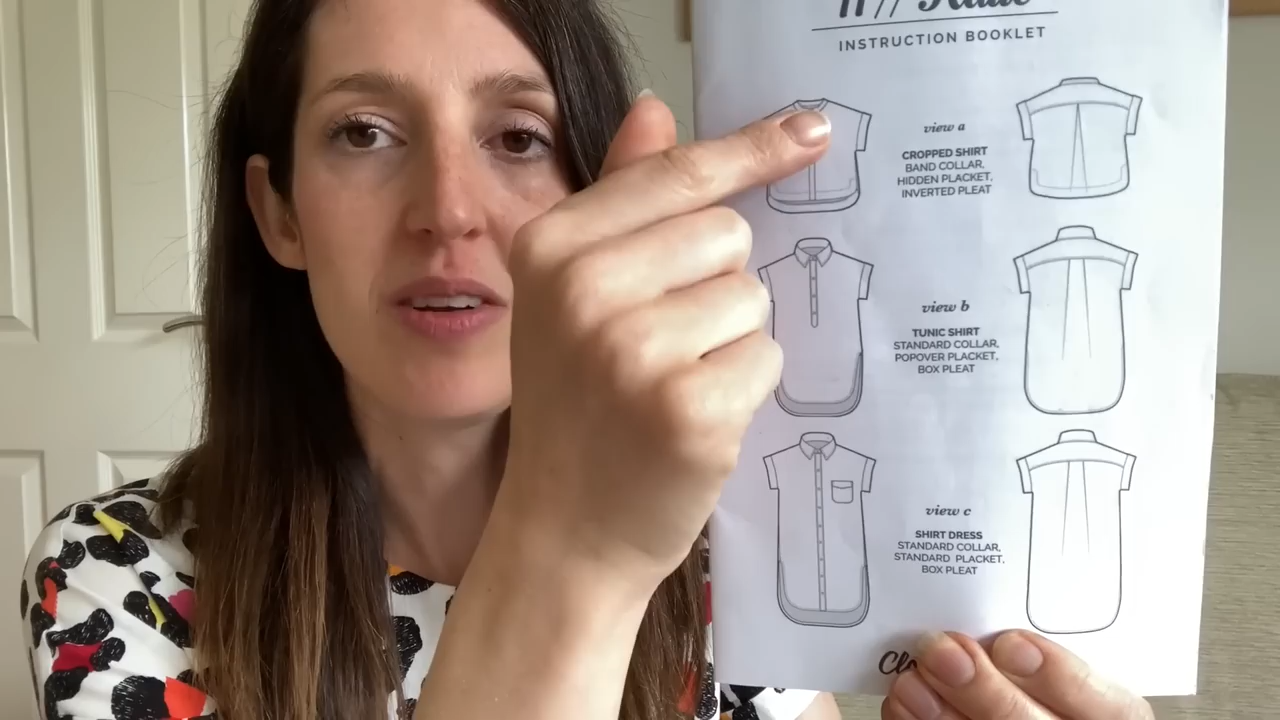 INSTRUCTION BOOKLET
view a
CROPPED SHIRT
BAND COLLAR,
HIDDEN PLACKET,
INVERTED PLEAT
view b
TUNIC SHIRT
STANDARD COLLAR,
POPOVER PLACKET,
BOX PLEAT
view c
SHIRT DRESS
STANDARD COLLAR,
STANDARD PLACKET,
BOX PLEAT